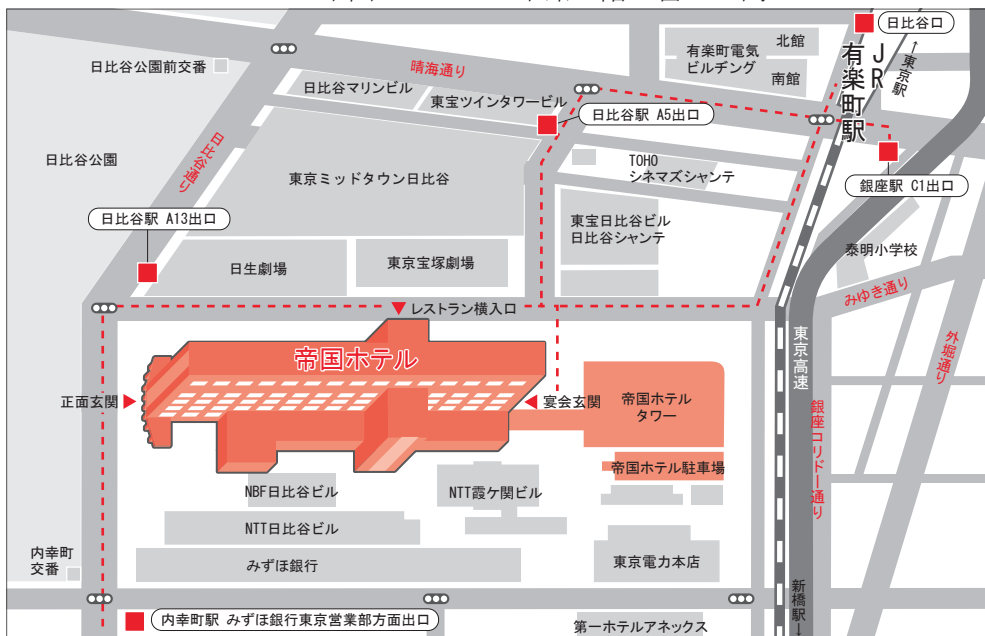 日比谷口
北館
有楽町電気
ビルヂング
南館
JR
有楽町駅
↑東京駅
日比谷公園前交番
晴海通り
日比谷マリンビル
東宝ツインタワービル
日比谷駅 A5出口
日比谷公園
日比谷通り
東京ミッドタウン日比谷
TOHO
シネマズシャンテ
銀座駅 C1出口
日比谷駅 A13出口
東宝日比谷ビル
日比谷シャンテ
日生劇場
東京宝塚劇場
泰明小学校
みゆき通り
レストラン横入口
帝国ホテル
東京高速
外堀通り
正面玄関
宴会玄関
帝国ホテル
タワー
銀座コリドー通り
帝国ホテル駐車場
NBF日比谷ビル
NTT霞ケ関ビル
NTT日比谷ビル
内幸町
交番
みずほ銀行
東京電力本店
新橋駅↓
内幸町駅 みずほ銀行東京営業部方面出口
第一ホテルアネックス